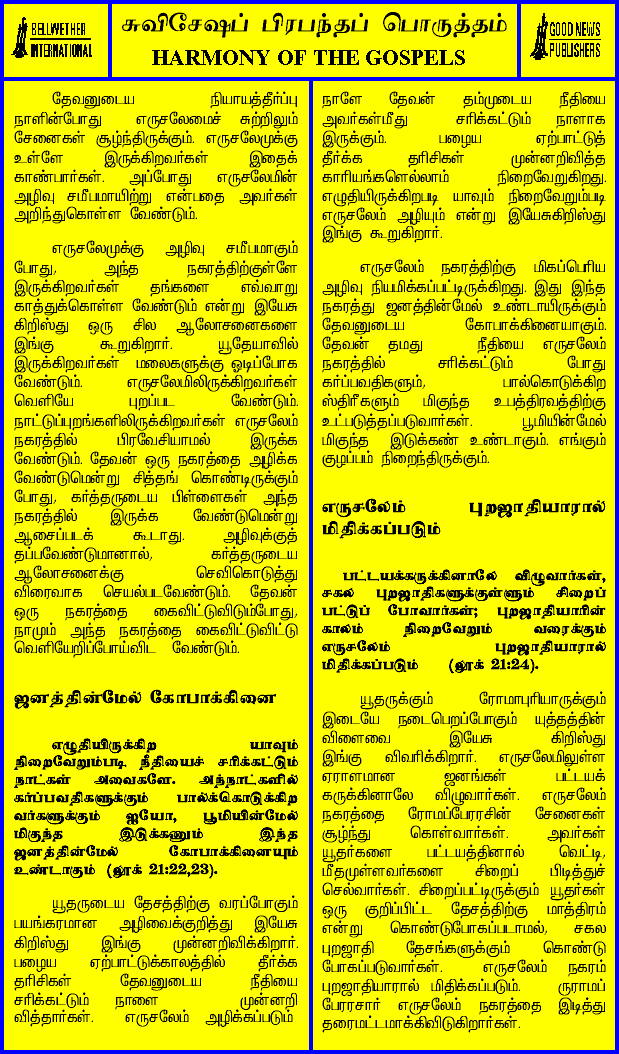 BELLWETHER
INTERNATIONAL
சுவிசேஷப் பிரபந்தப் பொருத்தம்
HARMONY OF THE GOSPELS
GOOD NEWS
PUBLISHERS
தேவனுடைய நியாயத்தீர்ப்பு
நாளின்போது எருசலேமைச் சுற்றிலும்
சேனைகள் சூழ்ந்திருக்கும். எருசலேமுக்கு
உள்ளே இருக்கிறவர்கள் இதைக்
காண்பார்கள். அப்போது எருசலேமின்
அழிவு சமீபமாயிற்று என்பதை அவர்கள்
அறிந்துகொள்ள வேண்டும்.
எருசலேமுக்கு அழிவு சமீபமாகும்
போது, அந்த நகரத்திற்குள்ளே
இருக்கிறவர்கள் தங்களை எவ்வாறு
காத்துக்கொள்ள வேண்டும் என்று இயேசு
கிறிஸ்து ஒரு சில ஆலோசனைகளை
இங்கு கூறுகிறார். யூதேயாவில்
இருக்கிறவர்கள் மலைகளுக்கு ஓடிப்போக
வேண்டும். எருசலேமிலிருக்கிறவர்கள்
வெளியே புறப்பட வேண்டும்.
நாட்டுப்புறங்களிலிருக்கிறவர்கள் எருசலேம்
நகரத்தில் பிரவேசியாமல் இருக்க
வேண்டும். தேவன் ஒரு நகரத்தை அழிக்க
வேண்டுமென்று சித்தங் கொண்டிருக்கும்
போது, கர்த்தருடைய பிள்ளைகள் அந்த
நகரத்தில் இருக்க வேண்டுமென்று
ஆசைப்படக் கூடாது. அழிவுக்குத்
தப்பவேண்டுமானால், கர்த்தருடைய
ஆலோசனைக்கு செவிகொடுத்து
விரைவாக செயல்படவேண்டும். தேவன்
ஒரு நகரத்தை கைவிட்டுவிடும்போது,
நாமும் அந்த நகரத்தை கைவிட்டுவிட்டு
வெளியேறிப்போய்விட வேண்டும்.
ஜனத்தின்மேல் கோபாக்கினை
எழுதியிருக்கிற யாவும்
நிறைவேறும்படி நீதியைச் சரிக்கட்டும்
நாட்கள் அவைகளே. அந்நாட்களில்
கர்ப்பவதிகளுக்கும் பால்க்கொடுக்கிற
வர்களுக்கும் ஐயோ, பூமியின்மேல்
மிகுந்த இடுக்கணும் இந்த
ஜனத்தின்மேல் கோபாக்கினையும்
உண்டாகும் (லூக் 21:22,23).
யூதருடைய தேசத்திற்கு வரப்போகும்
பயங்கரமான அழிவைக்குறித்து இயேசு
கிறிஸ்து இங்கு முன்னறிவிக்கிறார்.
பழைய ஏற்பாட்டுக்காலத்தில் தீர்க்க
தரிசிகள் தேவனுடைய நீதியை
சரிக்கட்டும் நாளை முன்னறி
வித்தார்கள். எருசலேம் அழிக்கப்படும்
நாளே தேவன் தம்முடைய நீதியை
அவர்கள்மீது சரிக்கட்டும் நாளாக
இருக்கும். பழைய ஏற்பாட்டுத்
தீர்க்க தரிசிகள் முன்னறிவித்த
காரியங்களெல்லாம் நிறைவேறுகிறது.
எழுதியிருக்கிறபடி யாவும் நிறைவேறும்படி
எருசலேம் அழியும் என்று இயேசுகிறிஸ்து
இங்கு கூறுகிறார்.
எருசலேம் நகரத்திற்கு மிகப்பெரிய
அழிவு நியமிக்கப்பட்டிருக்கிறது. இது இந்த
நகரத்து ஜனத்தின்மேல் உண்டாயிருக்கும்
தேவனுடைய கோபாக்கினையாகும்.
தேவன் தமது நீதியை எருசலேம்
நகரத்தில் சரிக்கட்டும் போது
கர்ப்பவதிகளும், பால்கொடுக்கிற
ஸ்திரீகளும் மிகுந்த உபத்திரவத்திற்கு
உட்படுத்தப்படுவார்கள். பூமியின்மேல்
மிகுந்த இடுக்கண் உண்டாகும். எங்கும்
குழப்பம் நிறைந்திருக்கும்.
எருசலேம் புறஜாதியாரால்
மிதிக்கப்படும்
பட்டயக்கருக்கினாலே விழுவார்கள்,
சகல புறஜாதிகளுக்குள்ளும் சிறைப்
பட்டுப் போவார்கள்; புறஜாதியாரின்
காலம் நிறைவேறும் வரைக்கும்
எருசலேம் புறஜாதியாரால்
மிதிக்கப்படும் (லூக் 21:24).
யூதருக்கும் ரோமாபுரியாருக்கும்
இடையே நடைபெறப்போகும் யுத்தத்தின்
விளைவை இயேசு கிறிஸ்து
இங்கு விவரிக்கிறார். எருசலேமிலுள்ள
ஏராளமான ஜனங்கள் பட்டயக்
கருக்கினாலே விழுவார்கள். எருசலேம்
நகரத்தை ரோமப்பேரரசின் சேனைகள்
சூழ்ந்து கொள்வார்கள். அவர்கள்
யூதர்களை பட்டயத்தினால் வெட்டி,
மீதமுள்ளவர்களை சிறைப் பிடித்துச்
செல்வார்கள். சிறைப்பட்டிருக்கும் யூதர்கள்
ஒரு குறிப்பிட்ட தேசத்திற்கு மாத்திரம்
என்று கொண்டுபோகப்படாமல், சகல
புறஜாதி தேசங்களுக்கும் கொண்டு
போகப்படுவார்கள். எருசலேம் நகரம்
புறஜாதியாரால் மிதிக்கப்படும். ருராமப்
பேரரசார் எருசலேம் நகரத்தை இடித்து
தரைமட்டமாக்கிவிடுகிறார்கள்.